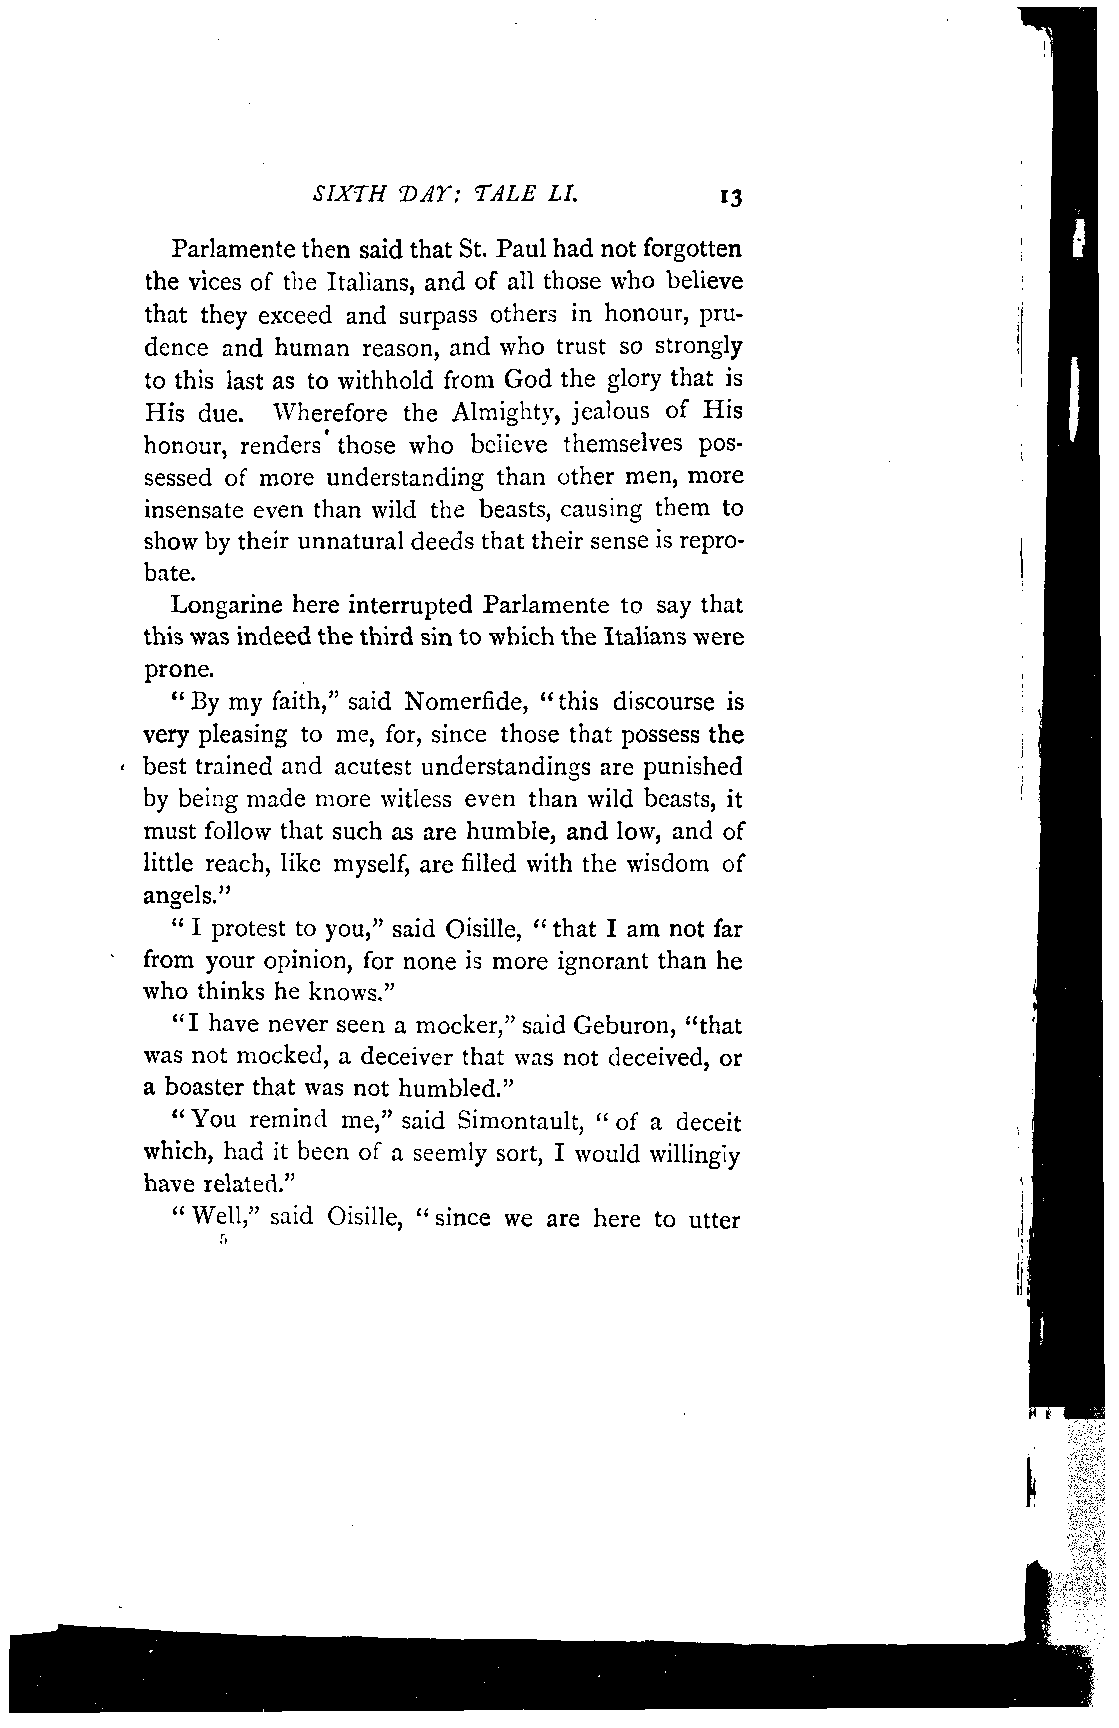 SIXTH DAY; TALE LI. 13
Parlamente then said that St. Paul had not forgotten
the vices of the Italians, and of all those who believe
that they exceed and surpass others in honour, pru-
dence and human reason, and who trust so strongly
to this last as to withhold from God the glory that is
His due. Wherefore the Almighty, jealous of His
honour, renders those who believe themselves pos-
sessed of more understanding than other men, more
insensate even than wild the beasts, causing them to
show by their unnatural deeds that their sense is repro-
bate.
Longarine here interrupted Parlamente to say that
this was indeed the third sin to which the Italians were
prone.
“By my faith,” said Nomerfide, “this discourse is
very pleasing to me, for, since those that possess the
best trained and acutest understandings are punished
by being made more witless even than wild beasts, it
must follow that such as are humble, and low, and of
little reach, like myself, are filled with the wisdom of
angels.”
“I protest to you,” said Oisille, “that I am not far
from your opinion, for none is more ignorant than he
who thinks he knows.”
“I have never seen a mocker,” said Geburon, “that
was not mocked, a deceiver that was not deceived, or
a boaster that was not humbled.”
“You remind me,” said Simontault, “of a deceit
which, had it been of a seemly sort, I would willingly
have related.”
“Well,” said Oisille, “since we are here to utter
5